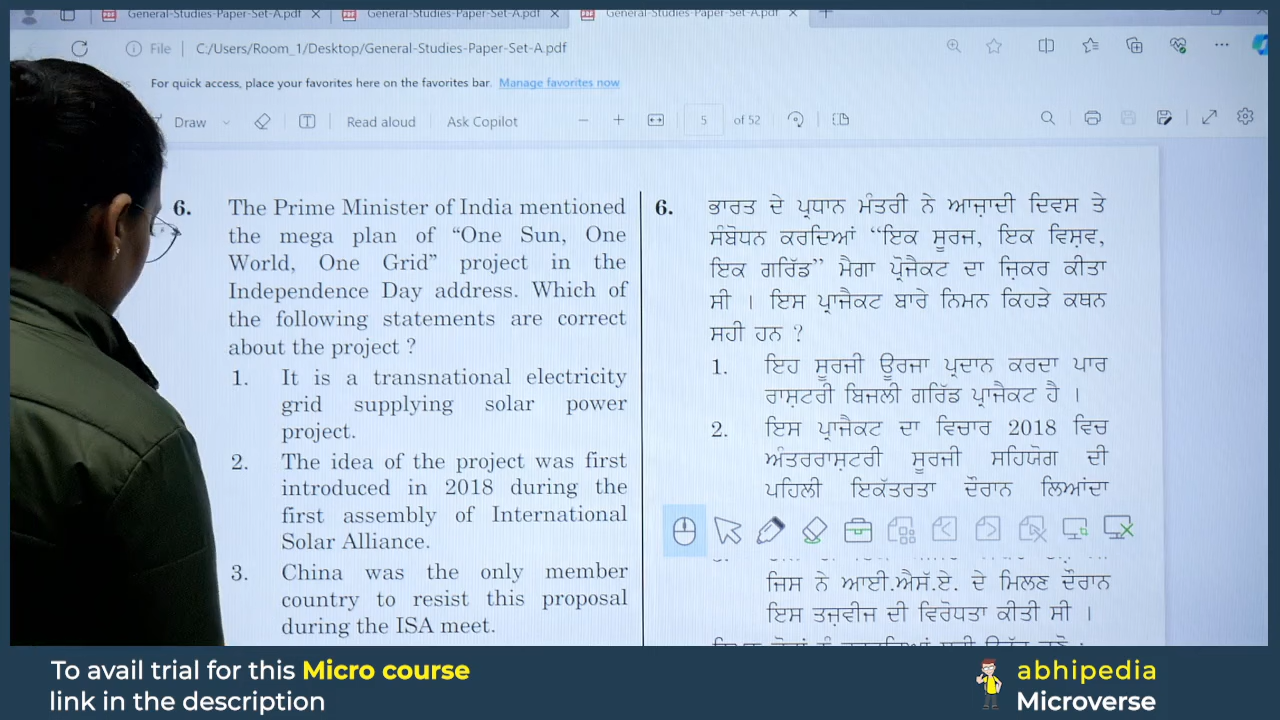 General-Studies-Paper-Set-A.pdf
General-Studies-Paper-Set-A.pdf
General-Studies-Paper-Set-A.pdf
File
C:/Users/Room_1/Desktop/General-Studies-Paper-Set-A.pdf
For quick access, place your favorites here on the favorites bar. Manage favorites now
Draw
Read aloud
Ask Copilot
5
of 52
6. The Prime Minister of India mentioned
the mega plan of “One Sun, One
World, One Grid” project in the
Independence Day address. Which of
the following statements are correct
about the project ?
1. It is a transnational electricity
grid supplying solar power
project.
2. The idea of the project was first
introduced in 2018 during the
first assembly of International
Solar Alliance.
3. China was the only member
country to resist this proposal
during the ISA meet.
6. ਭਾਰਤ ਦੇ ਪ੍ਰਧਾਨ ਮੰਤਰੀ ਨੇ ਆਜ਼ਾਦੀ ਦਿਵਸ ਤੇ
ਸੰਬੋਧਨ ਕਰਦਿਆਂ “ਇਕ ਸੂਰਜ, ਇਕ ਵਿਸ਼ਵ,
ਇਕ ਗਰਿੱਡ” ਮੈਗਾ ਪ੍ਰੋਜੈਕਟ ਦਾ ਜ਼ਿਕਰ ਕੀਤਾ
ਸੀ । ਇਸ ਪ੍ਰਾਜੈਕਟ ਬਾਰੇ ਨਿਮਨ ਕਿਹੜੇ ਕਥਨ
ਸਹੀ ਹਨ ?
1. ਇਹ ਸੂਰਜੀ ਊਰਜਾ ਪ੍ਰਦਾਨ ਕਰਦਾ ਪਾਰ
ਰਾਸ਼ਟਰੀ ਬਿਜਲੀ ਗਰਿੱਡ ਪ੍ਰਾਜੈਕਟ ਹੈ ।
2. ਇਸ ਪ੍ਰਾਜੈਕਟ ਦਾ ਵਿਚਾਰ 2018 ਵਿਚ
ਅੰਤਰਰਾਸ਼ਟਰੀ ਸੂਰਜੀ ਸਹਿਯੋਗ ਦੀ
ਪਹਿਲੀ ਇਕੱਤਰਤਾ ਦੌਰਾਨ ਲਿਆਂਦਾ
ਜਿਸ ਨੇ ਆਈ.ਐਸੱ.ਏ. ਦੇ ਮਿਲਣ ਦੌਰਾਨ
ਇਸ ਤਜ਼ਵੀਜ ਦੀ ਵਿਰੋਧਤਾ ਕੀਤੀ ਸੀ ।
To avail trial for this Micro course
link in the description
abhipedia
Microverse